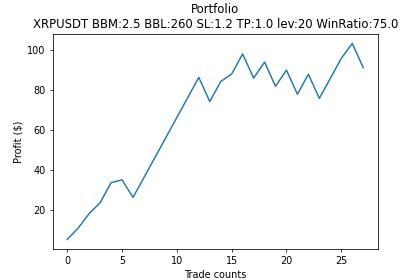 Portfolio
XRPUSDT BBM:2.5 BBL:260 SL:1.2 TP:1.0 lev:20 WinRatio:75.0
100
80
60
40
20
Profit ($)
0 5 10 15 20 25
Trade counts